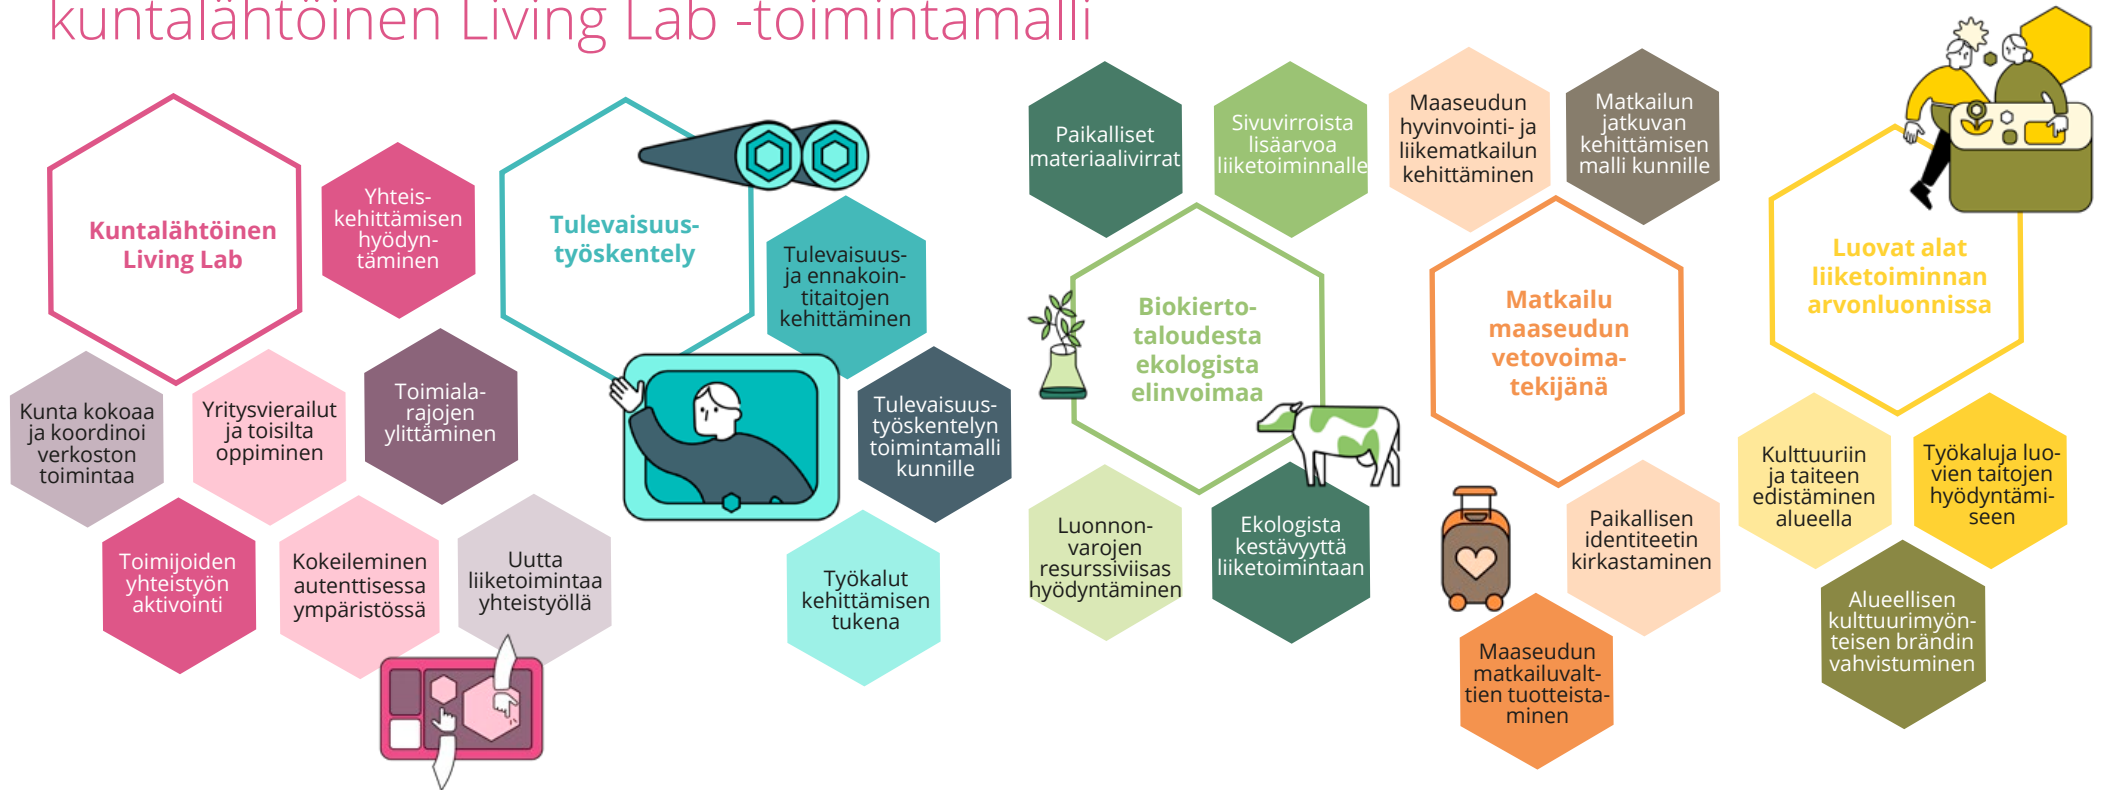 kuntalähtöinen Living Lab -toimintamalli
Kuntalähtöinen
Living Lab
Yhteis-
kehittämisen
hyödyn-
täminen
Kunta kokoaa
ja koordinoi
verkoston
toimintaa
Yritysvierailut
ja toisilta
oppiminen
Toimiala-
rajojen
ylittäminen
Toimijoiden
yhteistyön
aktivointi
Kokeileminen
autenttisessa
ympäristössä
Uutta
liiketoimintaa
yhteistyöllä
Tulevaisuus-
työskentely
Tulevaisuus-
ja ennakoin-
titaitojen
kehittäminen
Tulevaisuus-
työskentelyn
toimintamalli
kunnille
Työkalut
kehittämisen
tukena
Paikalliset
materiaalivirrat
Sivuvirroista
lisäarvoa
liiketoiminnalle
Biokierto-
taloudesta
ekologista
elinvoimaa
Luonnon-
varojen
resurssiviisas
hyödyntäminen
Ekologista
kestävyyttä
liiketoimintaan
Maaseudun
hyvinvointi- ja
liikematkailun
kehittäminen
Matkailun
jatkuvan
kehittämisen
malli kunnille
Matkailu
maaseudun
vetovoima-
tekijänä
Paikallisen
identiteetin
kirkastaminen
Maaseudun
matkailuvalt-
tien tuotteista-
minen
Luovat alat
liiketoiminnan
arvonluonnissa
Kulttuuriin
ja taiteen
edistäminen
alueella
Työkaluja luo-
vien taitojen
hyödyntämi-
seen
Alueellisen
kulttuurimyön-
teisen brändin
vahvistuminen